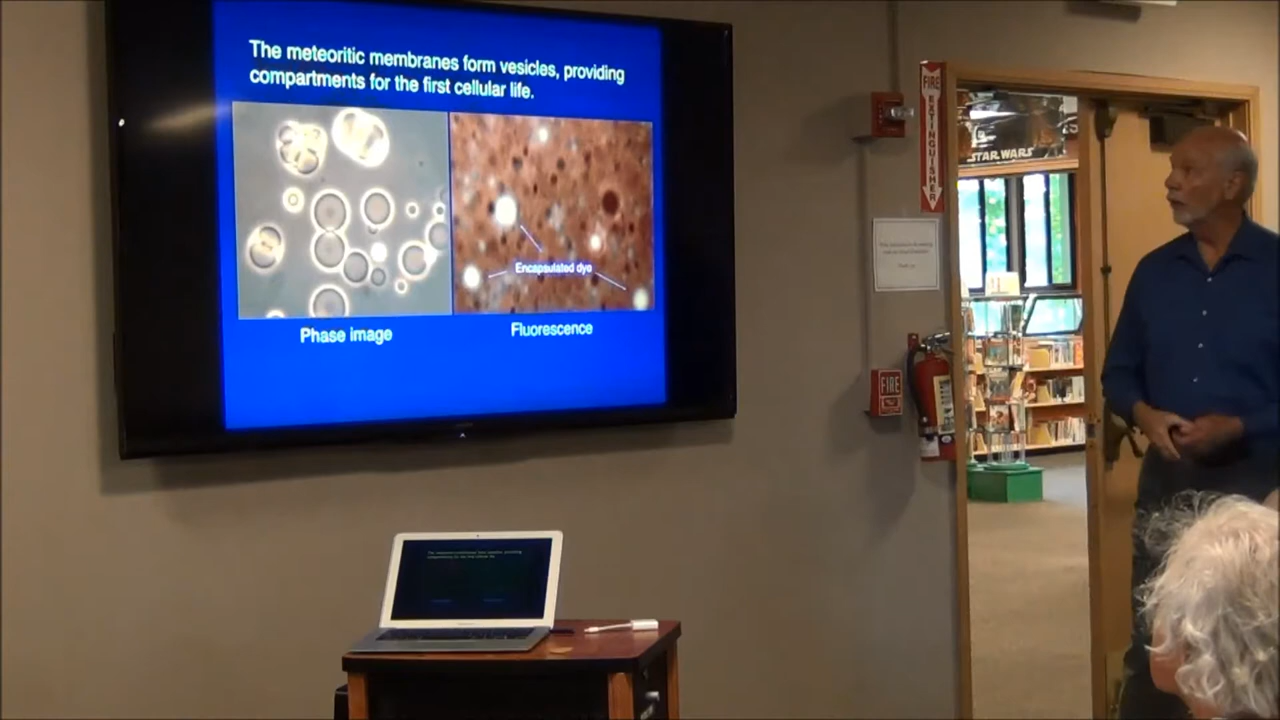 The meteoritic membranes form vesicles, providing
compartments for the first cellular life.
Encapsulated dye
Phase image
Fluorescence
FIRE
EXTINGUISHER
STAR WARS
FIRE